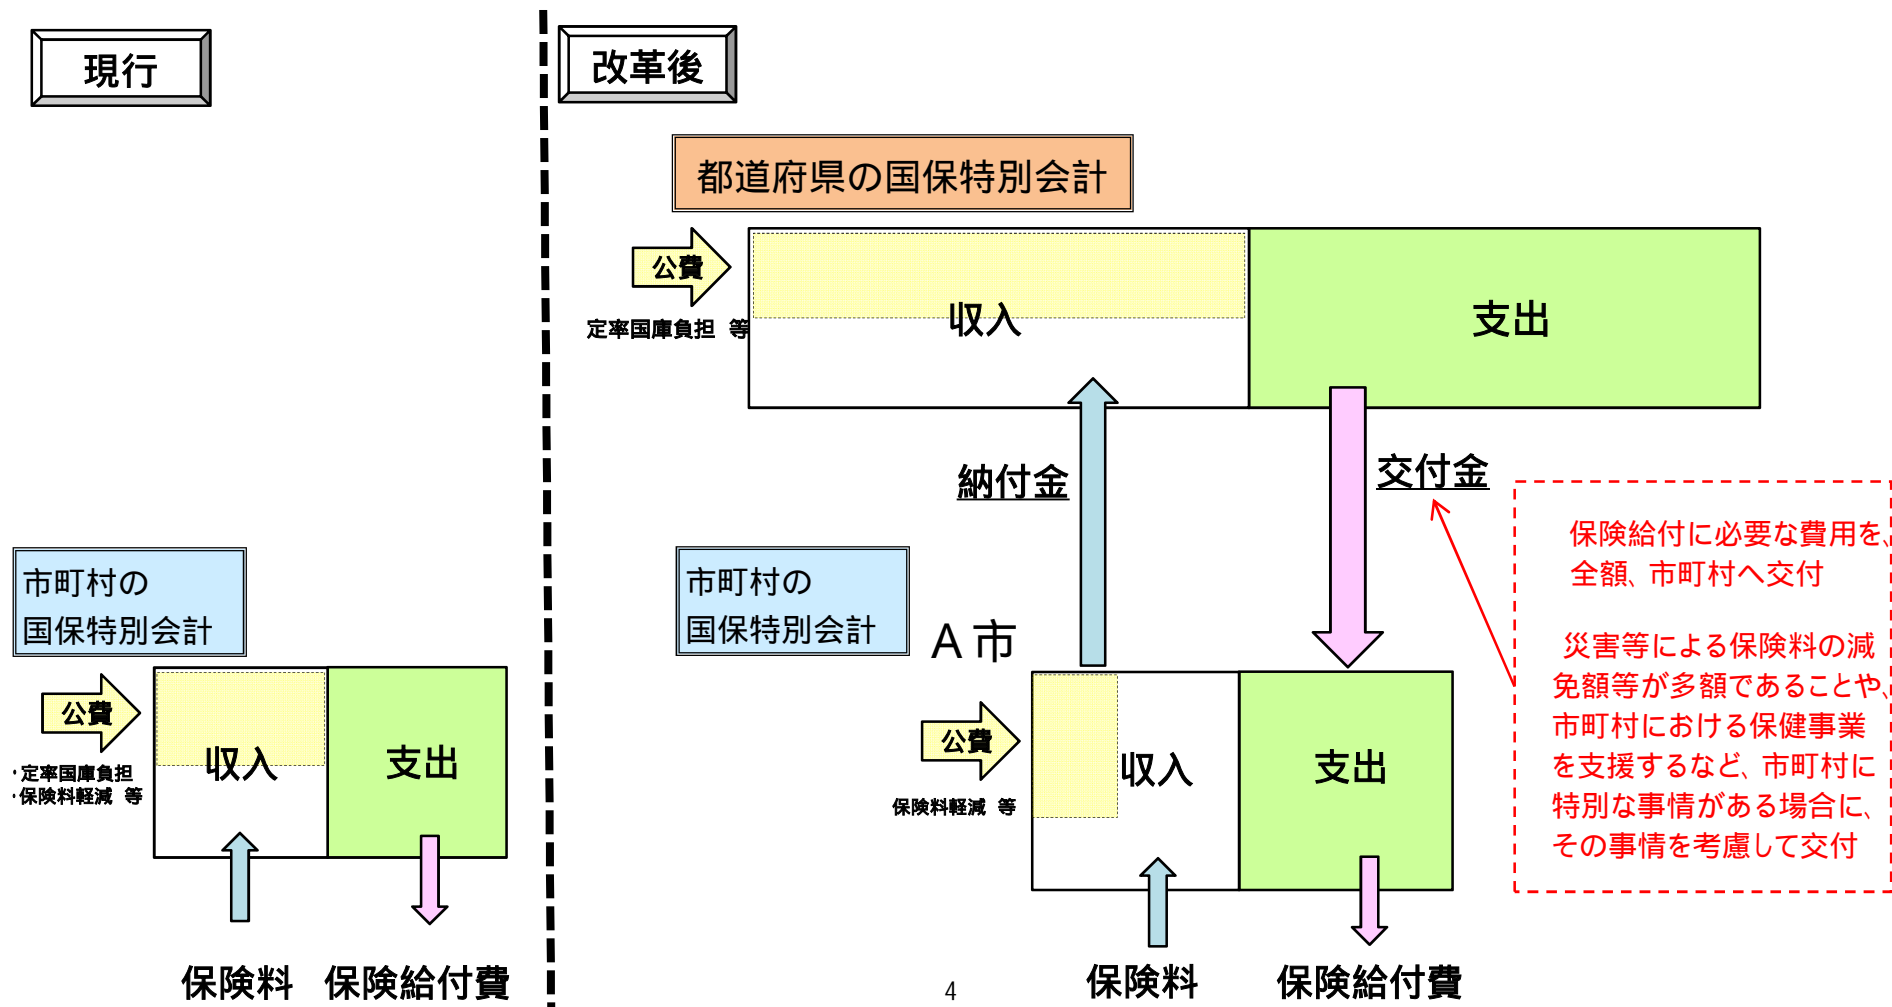 現行
市町村の
国保特別会計
公費
・定率国庫負担
・保険料軽減 等
収入
支出
保険料
保険給付費
改革後
都道府県の国保特別会計
公費
定率国庫負担 等
収入
支出
納付金
交付金
市町村の
国保特別会計
A市
公費
保険料軽減 等
収入
支出
保険料
保険給付費
保険給付に必要な費用を、
全額、市町村へ交付
災害等による保険料の減
免額等が多額であることや、
市町村における保健事業
を支援するなど、市町村に
特別な事情がある場合に、
その事情を考慮して交付
4